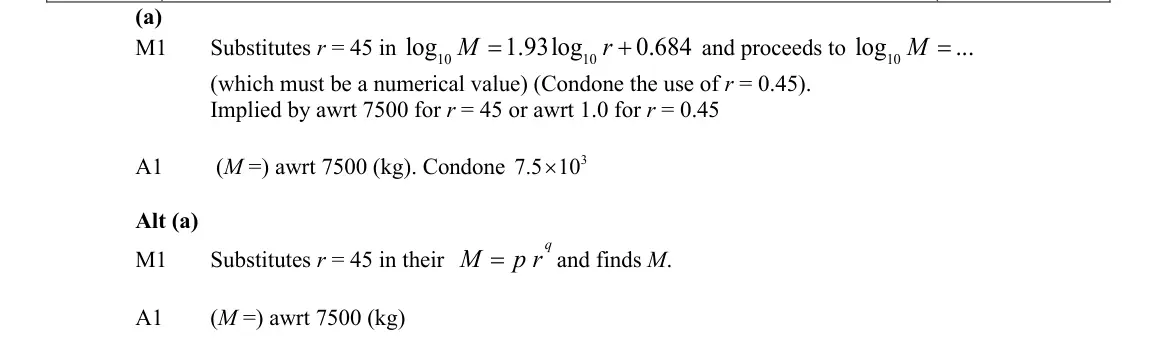 (a)
M1 Substitutes r = 45 in log₁₀ M = 1.93log₁₀ r + 0.684 and proceeds to log₁₀ M = ...
(which must be a numerical value) (Condone the use of r = 0.45).
Implied by awrt 7500 for r = 45 or awrt 1.0 for r = 0.45
A1 (M =) awrt 7500 (kg). Condone 7.5×10³
Alt (a)
M1 Substitutes r = 45 in their M = p r^q and finds M.
A1 (M =) awrt 7500 (kg)